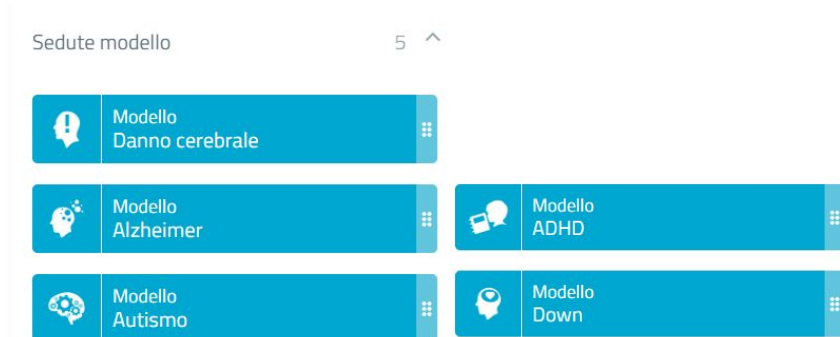 Sedute modello 5
Modello
Danno cerebrale
Modello
Alzheimer
Modello
ADHD
Modello
Autismo
Modello
Down